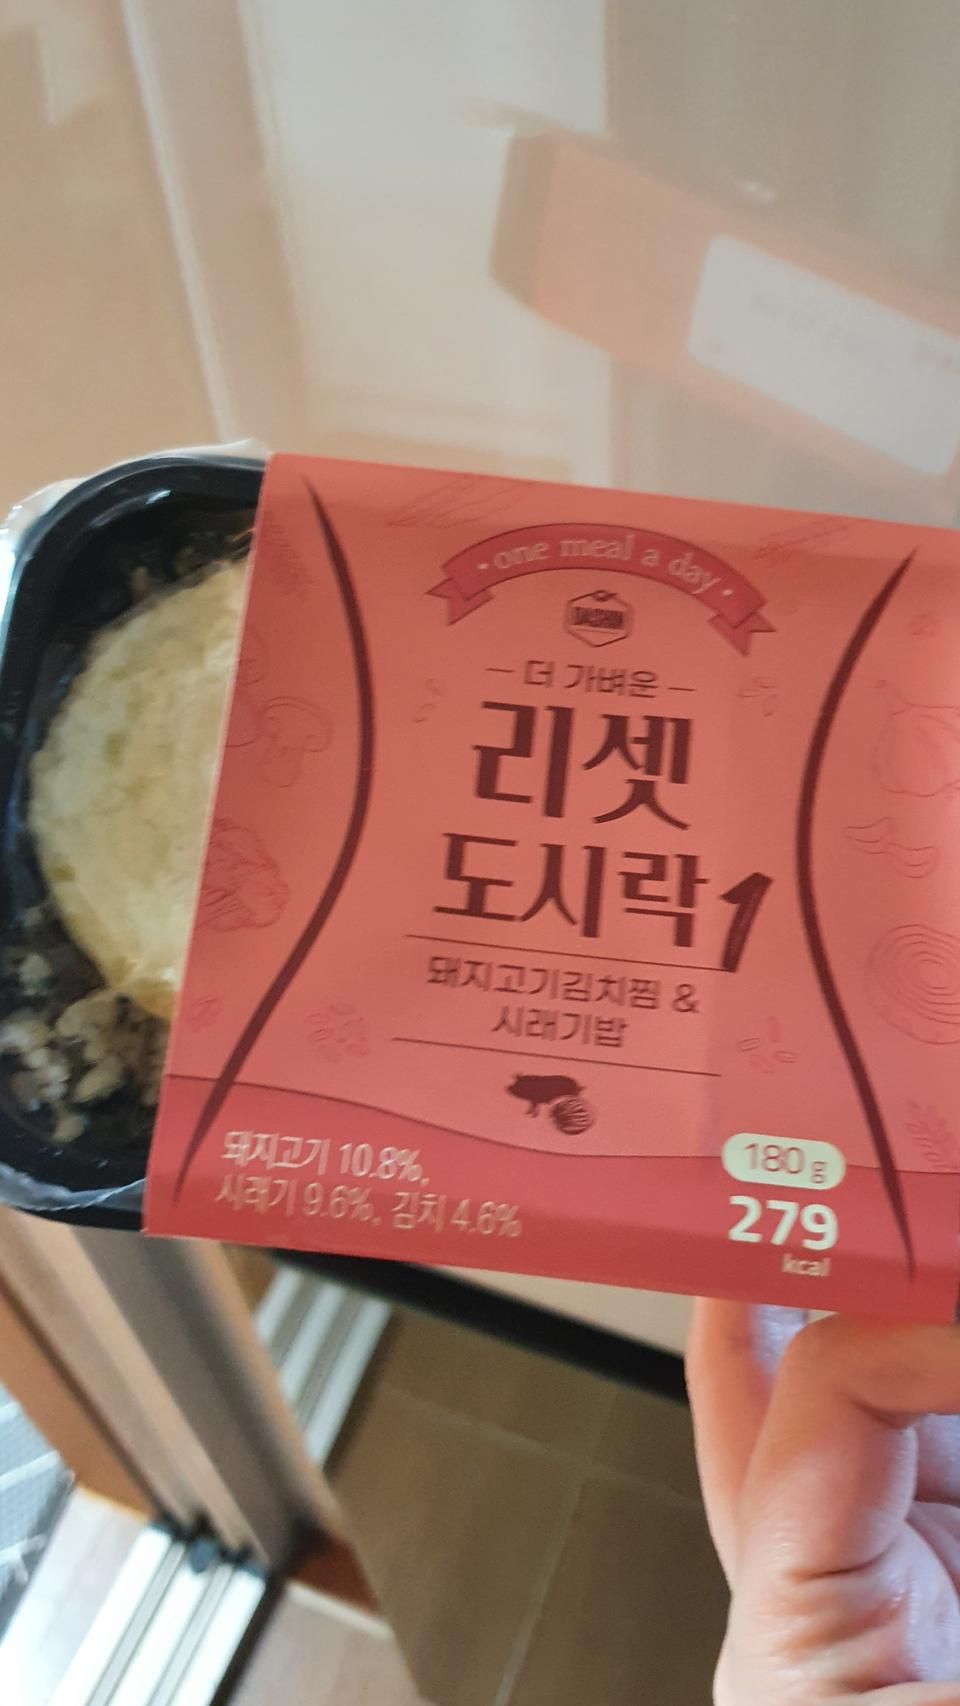 one meal a day
DASHIN
더 가벼운
리셋
도시락 1
돼지고기김치찜 &
시래기밥
돼지고기 10.8%,
시래기 9.6%, 김치 4.6%
180 g
279
kcal